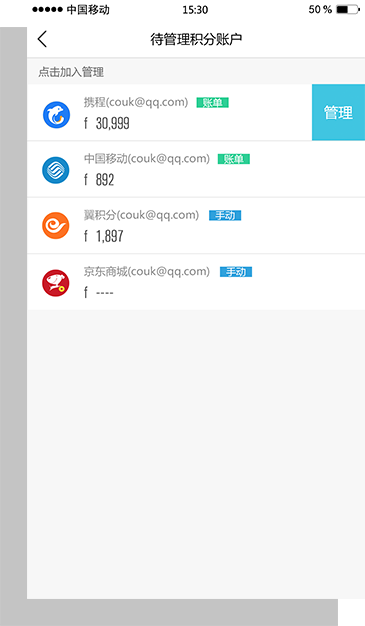 中国移动 15:30 50 %
待管理积分账户
点击加入管理
携程(couk@qq.com) 账单
f 30,999
管理
中国移动(couk@qq.com) 账单
f 892
翼积分(couk@qq.com) 手动
f 1,897
京东商城(couk@qq.com) 手动
f ----